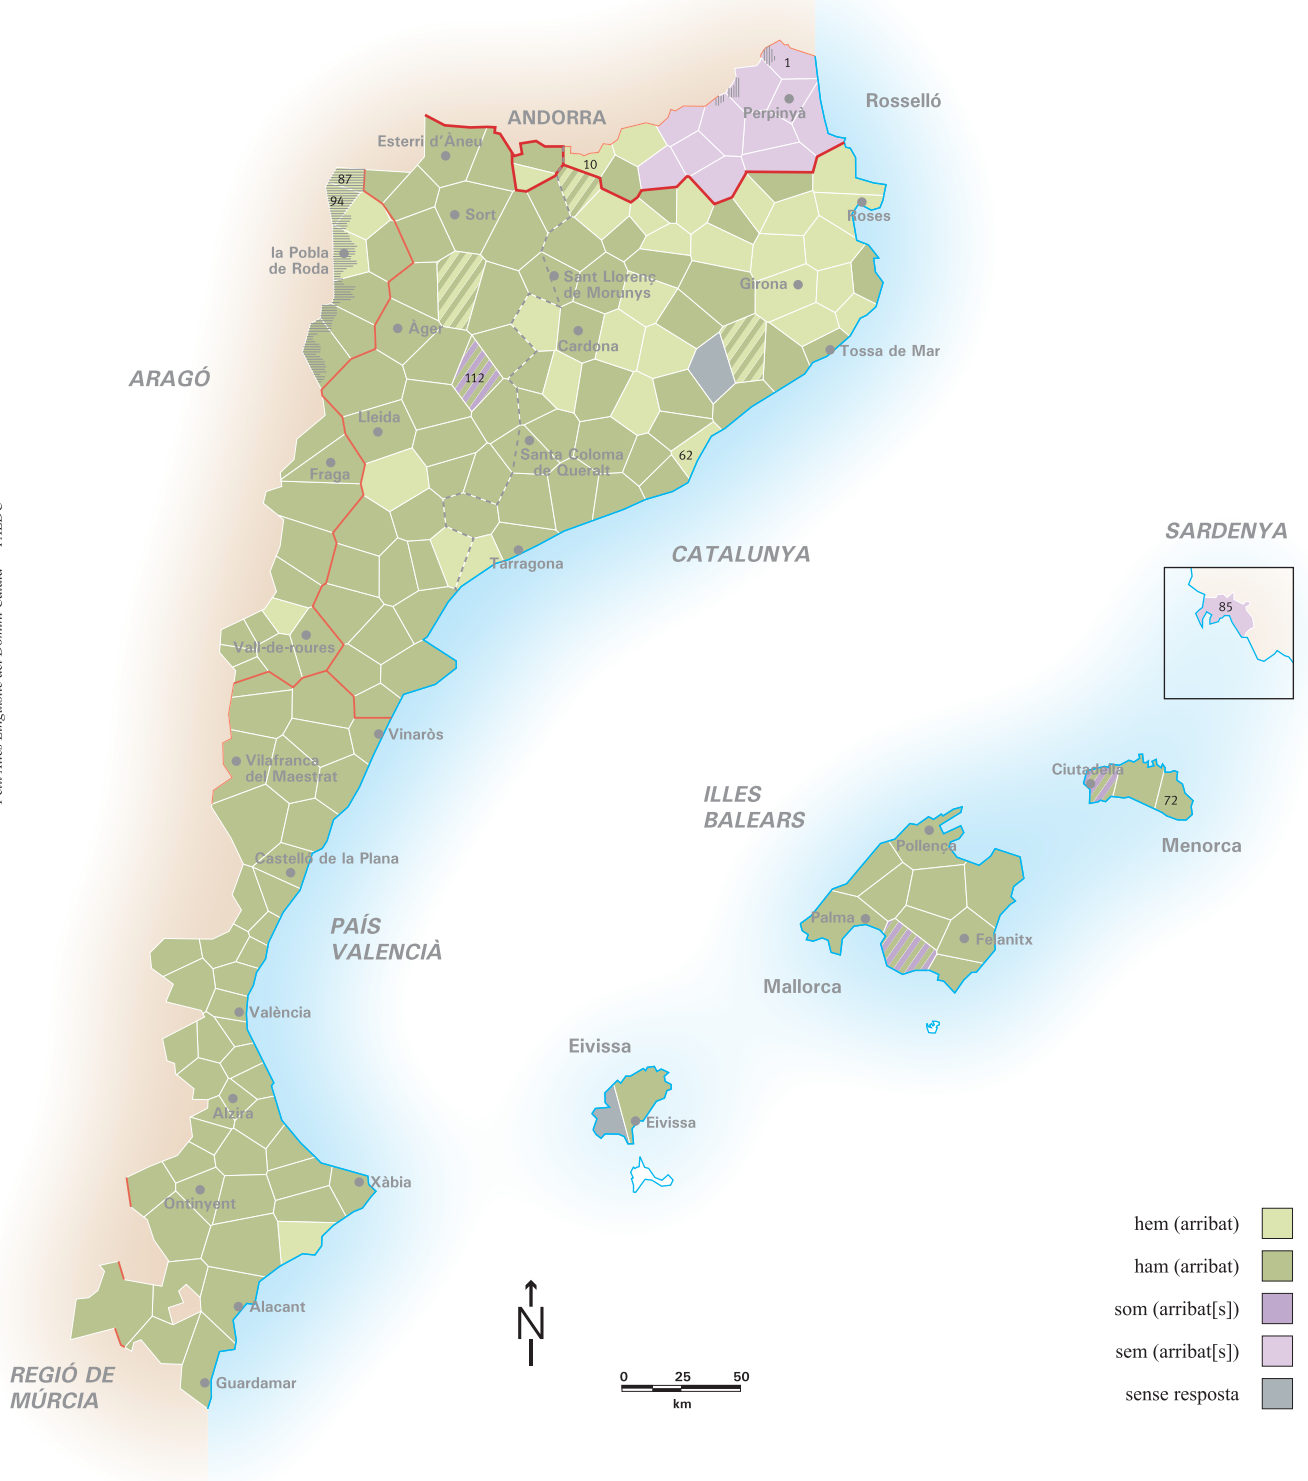 1
Rosselló
ANDORRA
Perpinyà
Esterri d'Àneu
10
87
94
Sort
Roses
la Pobla
de Roda
Sant Llorenç
de Morunys
Girona
Àger
Cardona
Tossa de Mar
ARAGÓ
112
Lleida
62
Santa Coloma
de Queralt
Fraga
CATALUNYA
SARDENYA
Tarragona
85
Vall-de-roures
Vinaròs
Vilafranca
del Maestrat
Ciutadella
ILLES
BALEARS
72
Menorca
Pollença
Castelló de la Plana
PAÍS
VALENCIÀ
Palma
Felanitx
Mallorca
València
Eivissa
Alzira
Eivissa
Xàbia
Ontinyent
hem (arribat)
ham (arribat)
Alacant
som (arribat[s])
N
sem (arribat[s])
REGIÓ DE
MÚRCIA
Guardamar
0 25 50
km
sense resposta